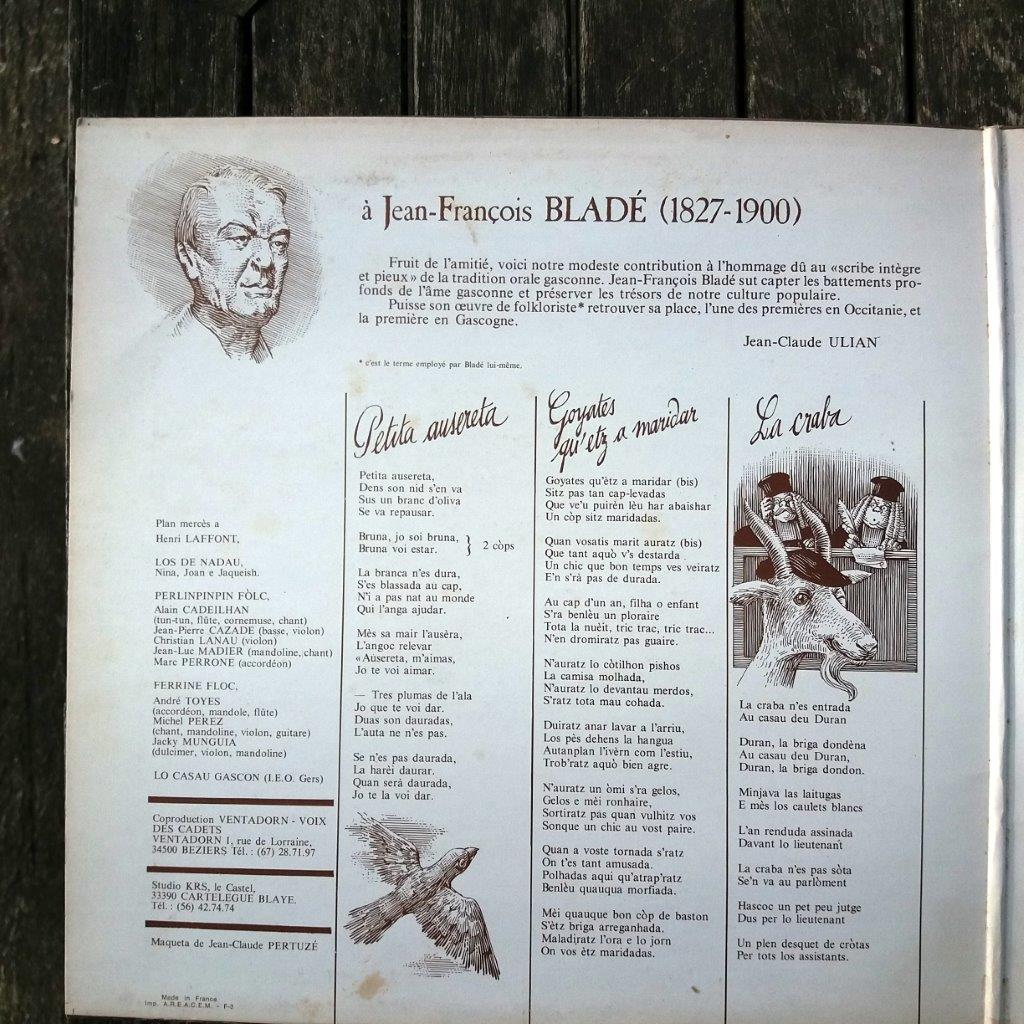 à Jean-François BLADÉ (1827-1900)
Fruit de l'amitié, voici notre modeste contribution à l'hommage dû au «scribe intègre
et pieux» de la tradition orale gasconne. Jean-François Bladé sut capter les battements pro-
fonds de l'âme gasconne et préserver les trésors de notre culture populaire.
Puisse son œuvre de folkloriste* retrouver sa place, l'une des premières en Occitanie, et
la première en Gascogne.
Jean-Claude ULIAN
* c'est le terme employé par Bladé lui-même.
Plan mercès a
Henri LAFFONT,
LOS DE NADAU,
Nina, Joan e Jaqueish.
PERLINPINPIN FÒLC,
Alain CADEILHAN
(tun-tun, flûte, cornemuse, chant)
Jean-Pierre CAZADE (basse, violon)
Christian LANAU (violon)
Jean-Luc MADIER (mandoline, chant)
Marc PERRONE (accordéon)
FERRINE FLOC,
André TOYES
(accordéon, mandole, flûte)
Michel PEREZ
(chant, mandoline, violon, guitare)
Jacky MUNGUIA
(dulcimer, violon, mandoline)
LO CASAU GASCON (I.E.O. Gers)
Coproduction VENTADORN - VOIX
DES CADETS
VENTADORN 1, rue de Lorraine,
34500 BEZIERS Tél. : (67) 28.71.97
Studio KRS, le Castel,
33390 CARTELEGUE BLAYE.
Tél. : (56) 42.74.74
Maqueta de Jean-Claude PERTUZÉ
Made in France
Imp. A.R.E.A.C.E.M. - F-3
Petita ausereta
Petita ausereta,
Dens son nid s'en va
Sus un branc d'oliva
Se va repausar.
Bruna, jo soi bruna,
Bruna voi estar.
} 2 còps
La branca n'es dura,
S'es blassada au cap,
N'i a pas nat au monde
Qui l'anga ajudar.
Mès sa mair l'ausèra,
L'angoc relevar
«Ausereta, m'aimas,
Jo te voi aimar.
— Tres plumas de l'ala
Jo que te voi dar.
Duas son dauradas,
L'auta ne n'es pas.
Se n'es pas daurada,
La harèi daurar.
Quan serà daurada,
Jo te la voi dar.
Goyates
qu'etz a maridar
Goyates qu'ètz a maridar (bis)
Sitz pas tan cap-levadas
Que ve'u puirèn lèu har abaishar
Un còp sitz maridadas.
Quan vosatis marit auratz (bis)
Que tant aquò v's destarda
Un chic que bon temps ves veiratz
E'n s'rà pas de durada.
Au cap d'un an, filha o enfant
S'ra benlèu un ploraire
Tota la nuèit, tric trac, tric trac...
N'en dromiratz pas guaire.
N'auratz lo còtilhon pishos
La camisa molhada,
N'auratz lo devantau merdos,
S'ratz tota mau cohada.
Duiratz anar lavar a l'arriu,
Los pès dehens la hangua
Autanplan l'ivèrn com l'estiu,
Trob'ratz aquò bien agre.
N'auratz un òmi s'ra gelos,
Gelos e mèi ronhaire,
Sortiratz pas quan vulhitz vos
Sonque un chic au vost paire.
Quan a voste tornada s'ratz
On t'es tant amusada.
Polhadas aqui qu'atrap'ratz
Benlèu quauqua morfiada.
Mèi quauque bon còp de baston
S'ètz briga arreganhada.
Maladiratz l'ora e lo jorn
On vos ètz maridadas.
La craba
La craba n'es entrada
Au casau deu Duran
Duran, la briga dondèna
Au casau deu Duran,
Duran, la briga dondon.
Minjava las laitugas
E mès los caulets blancs
L'an renduda assinada
Davant lo lieutenant
La craba n'es pas sòta
Se'n va au parlòment
Hascoc un pet peu jutge
Dus per lo lieutenant
Un plen desquet de cròtas
Per tots los assistants.